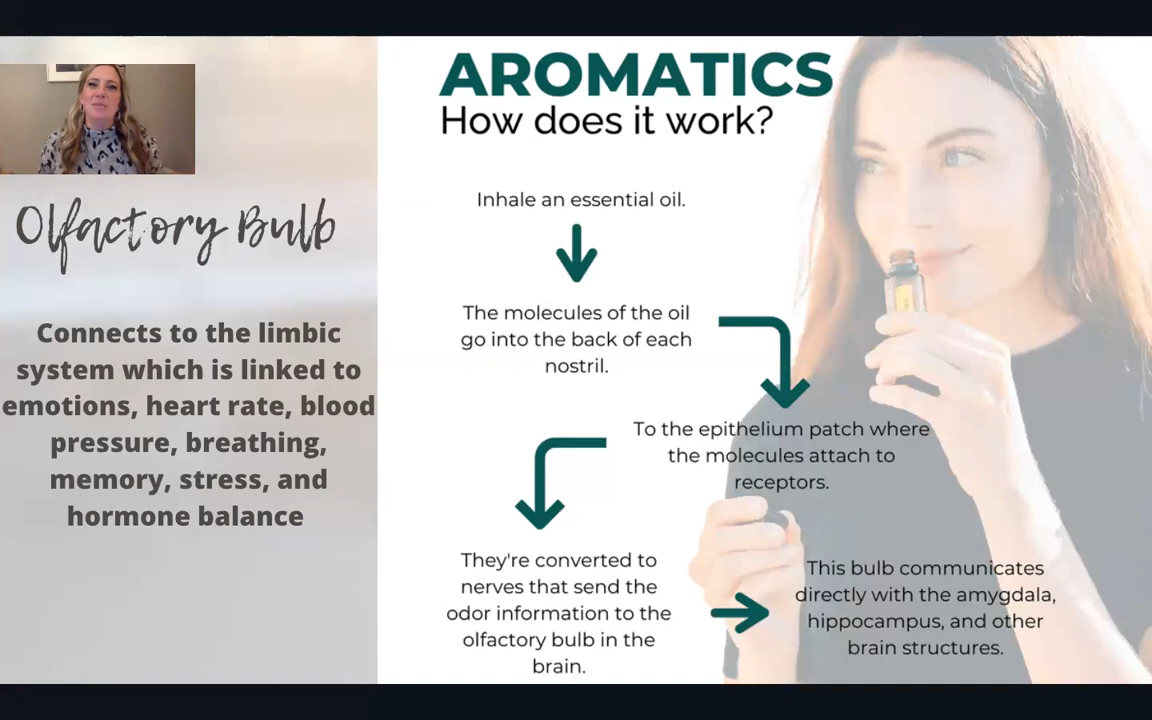 AROMATICS
How does it work?
Olfactory Bulb
Connects to the limbic
system which is linked to
emotions, heart rate, blood
pressure, breathing,
memory, stress, and
hormone balance
Inhale an essential oil.
The molecules of the oil
go into the back of each
nostril.
To the epithelium patch where
the molecules attach to
receptors.
They're converted to
nerves that send the
odor information to the
olfactory bulb in the
brain.
This bulb communicates
directly with the amygdala,
hippocampus, and other
brain structures.